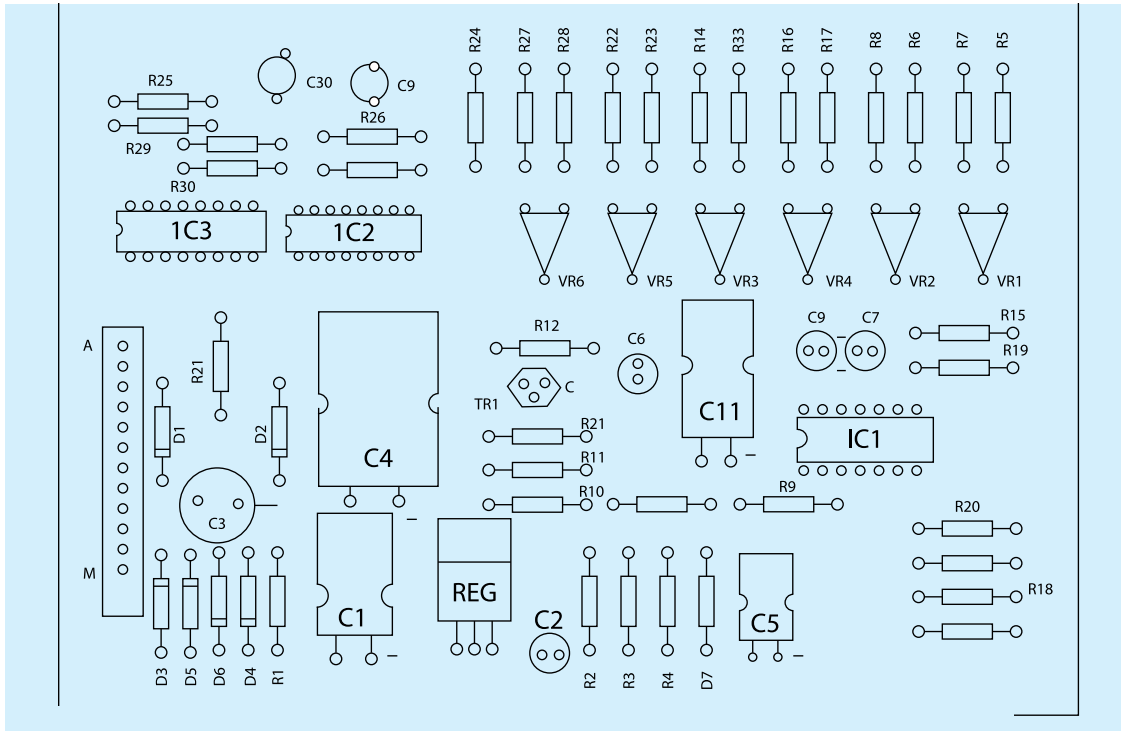 R24 R27 R28 R22 R23 R14 R33 R16 R17 R8 R6 R7 R5
R25
C30
C9
R29
R26
R30
1C3
1C2
VR6 VR5 VR3 VR4 VR2 VR1
A
R21
R12
C6
C9
C7
R15
R19
D1
D2
C4
TR1
C
C11
IC1
R21
R11
R10
R9
C3
–
–
–
–
–
R20
M
C1
–
REG
C2
C5
–
R18
D3 D5 D6 D4 R1
R2 R3 R4 D7